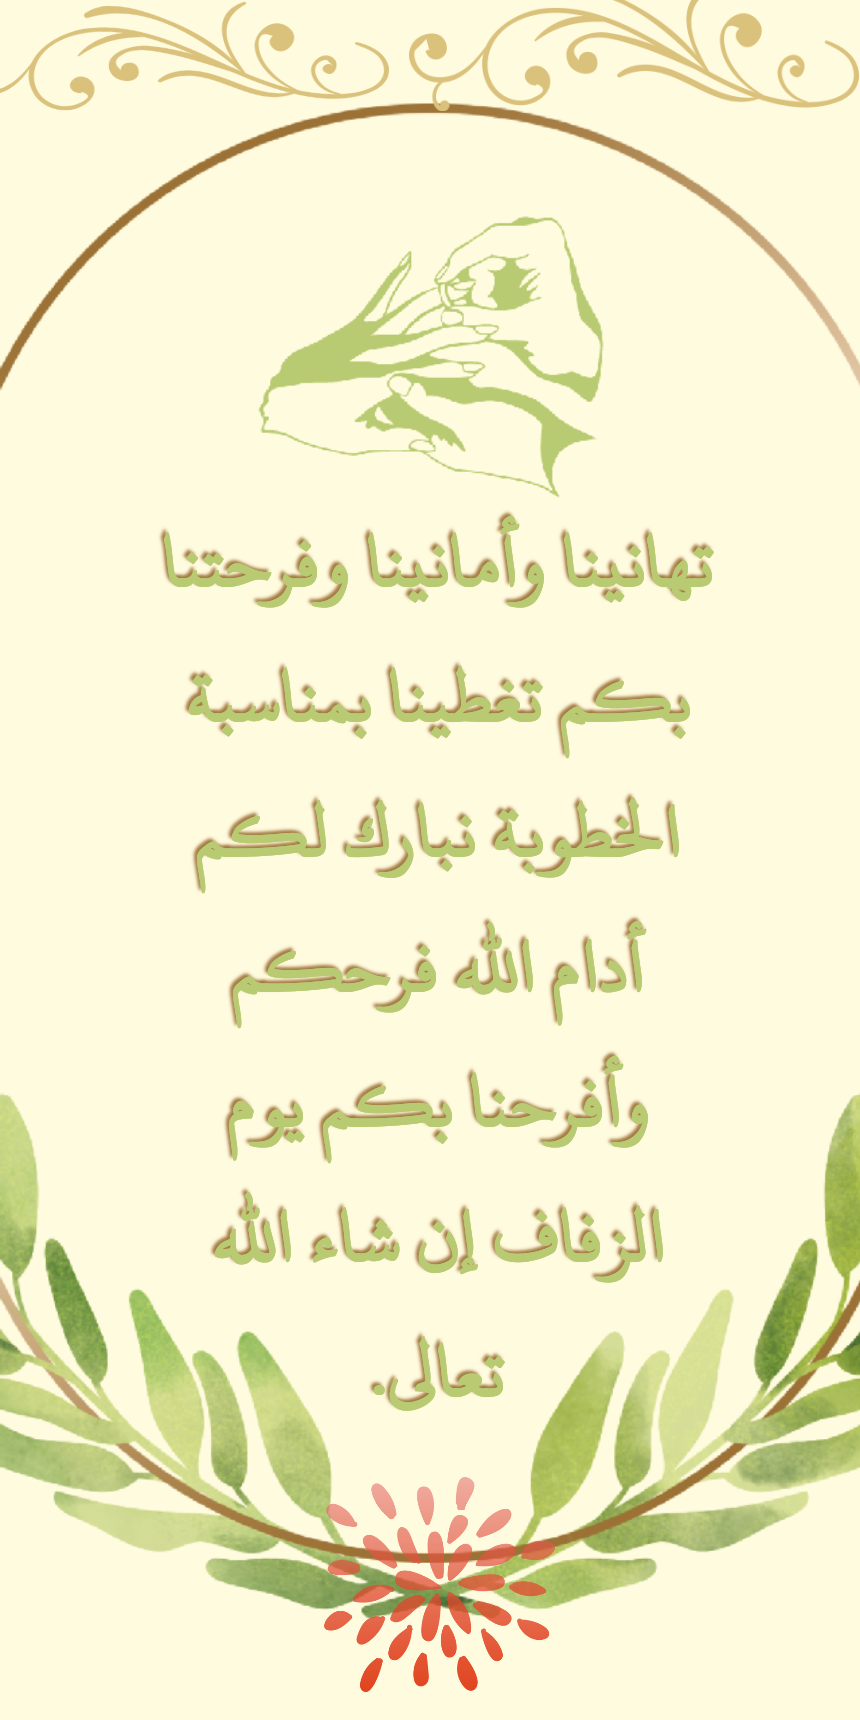 تهانينا وأمانينا وفرحتنا
بكم تغطينا بمناسبة
الخطوبة نبارك لكم
أدام الله فرحكم
وأفرحنا بكم يوم
الزفاف إن شاء الله
تعالى.